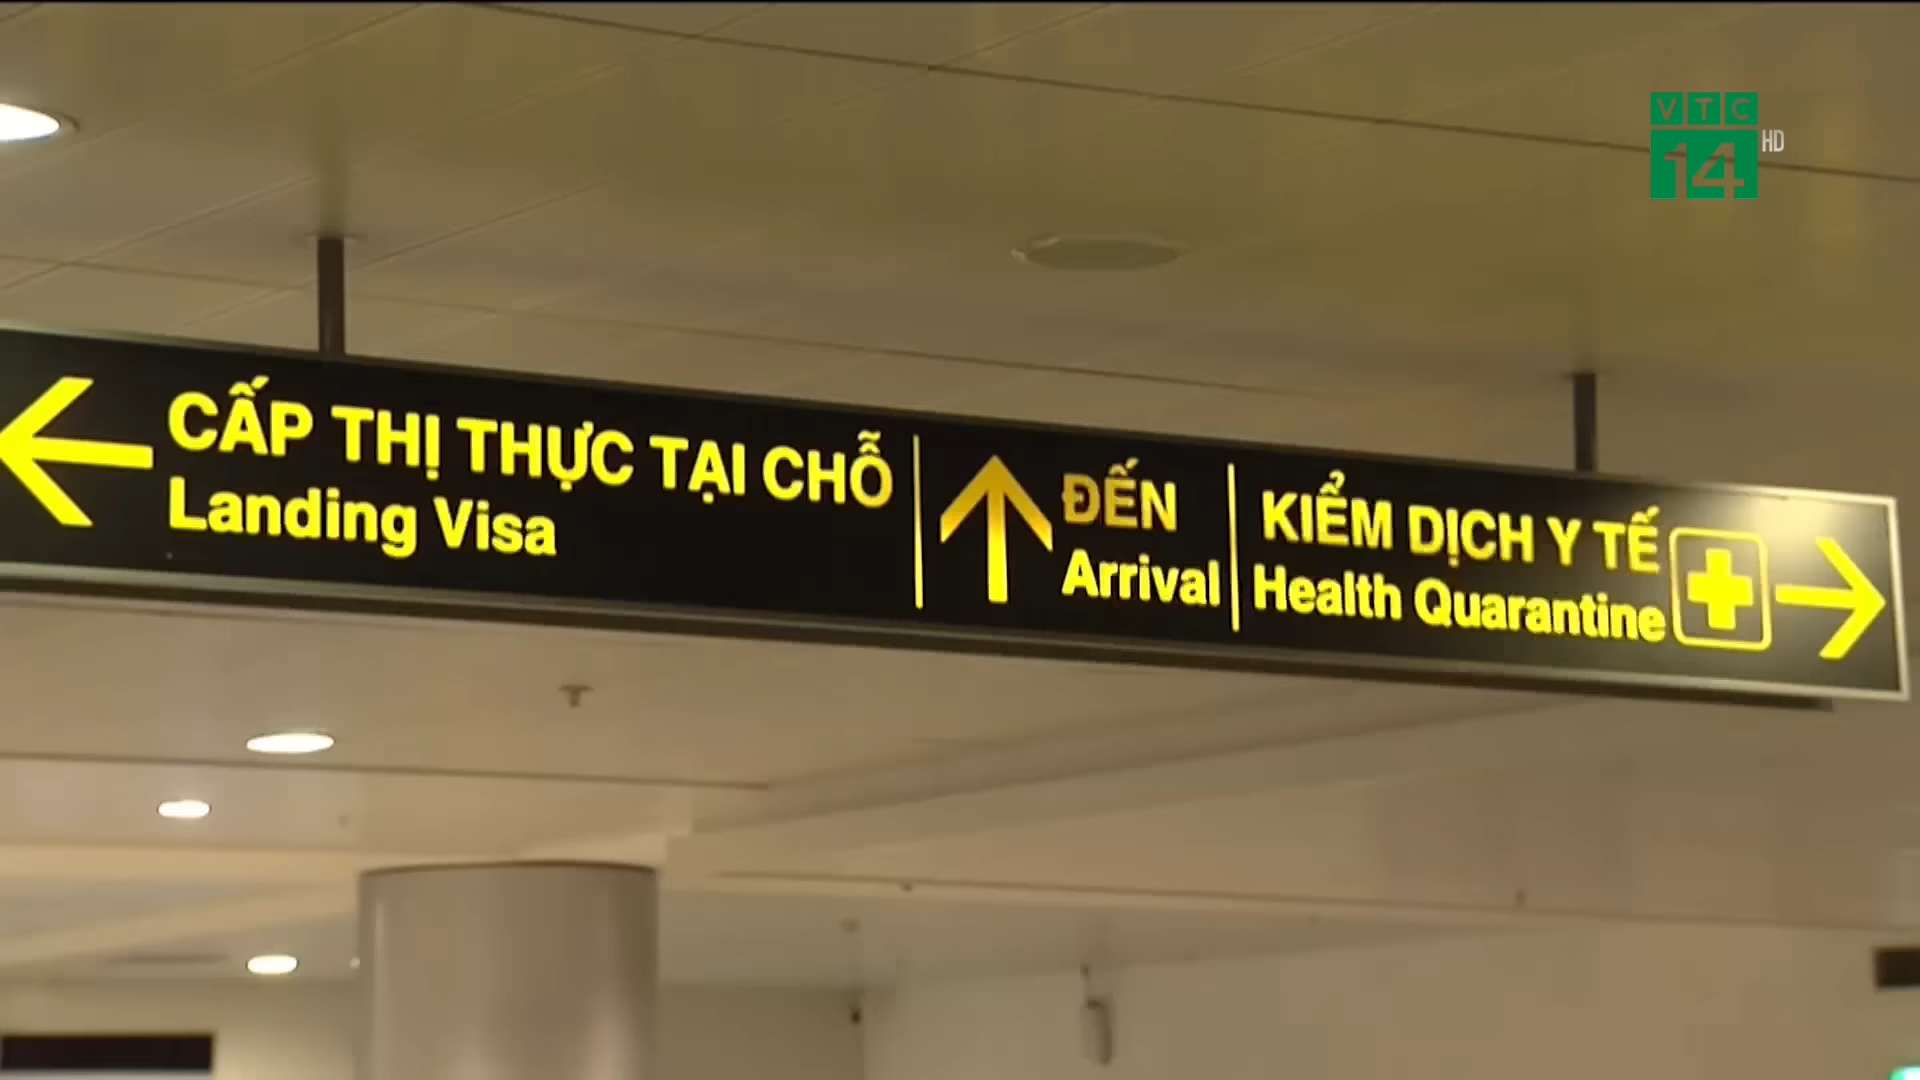 VTC
14 HD
CẤP THỊ THỰC TẠI CHỖ
Landing Visa
ĐẾN
Arrival
KIỂM DỊCH Y TẾ
Health Quarantine